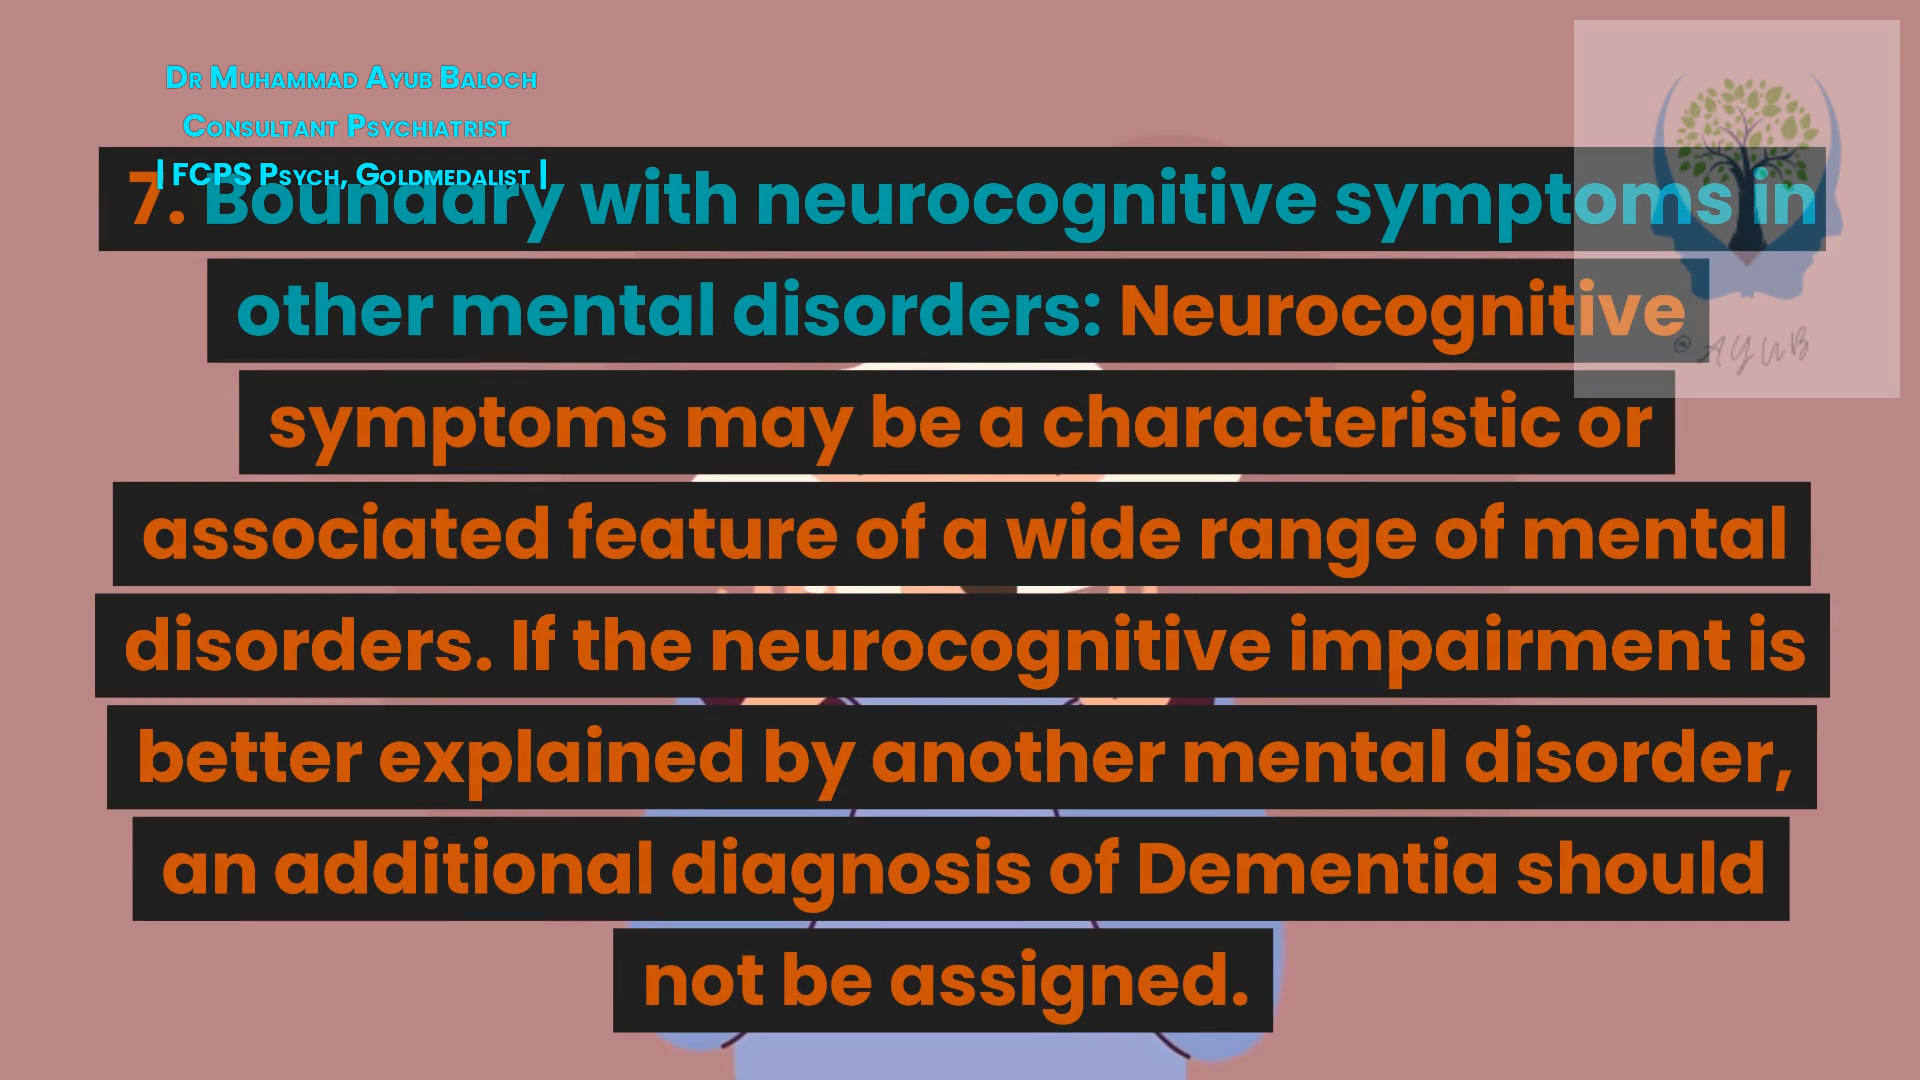 Dr Muhammad Ayub Baloch
Consultant Psychiatrist
| FCPS Psych, Goldmedalist |
7. Boundary with neurocognitive symptoms in
other mental disorders: Neurocognitive
symptoms may be a characteristic or
associated feature of a wide range of mental
disorders. If the neurocognitive impairment is
better explained by another mental disorder,
an additional diagnosis of Dementia should
not be assigned.
@AYUB